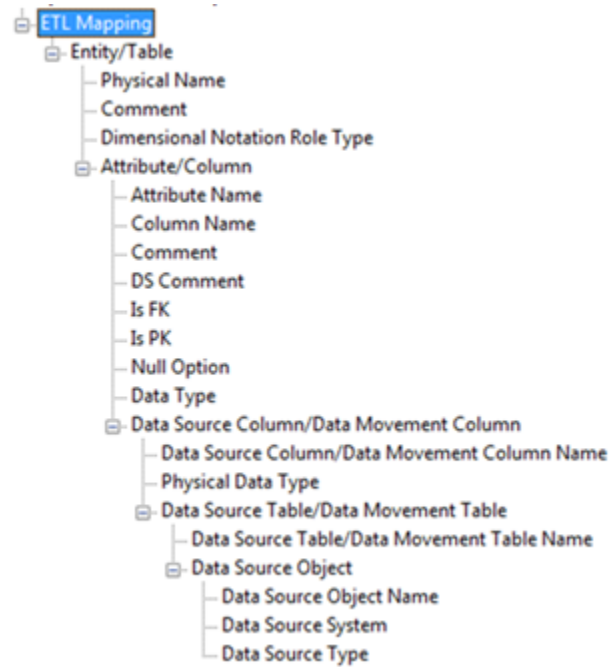 ETL Mapping
Entity/Table
Physical Name
Comment
Dimensional Notation Role Type
Attribute/Column
Attribute Name
Column Name
Comment
DS Comment
Is FK
Is PK
Null Option
Data Type
Data Source Column/Data Movement Column
Data Source Column/Data Movement Column Name
Physical Data Type
Data Source Table/Data Movement Table
Data Source Table/Data Movement Table Name
Data Source Object
Data Source Object Name
Data Source System
Data Source Type